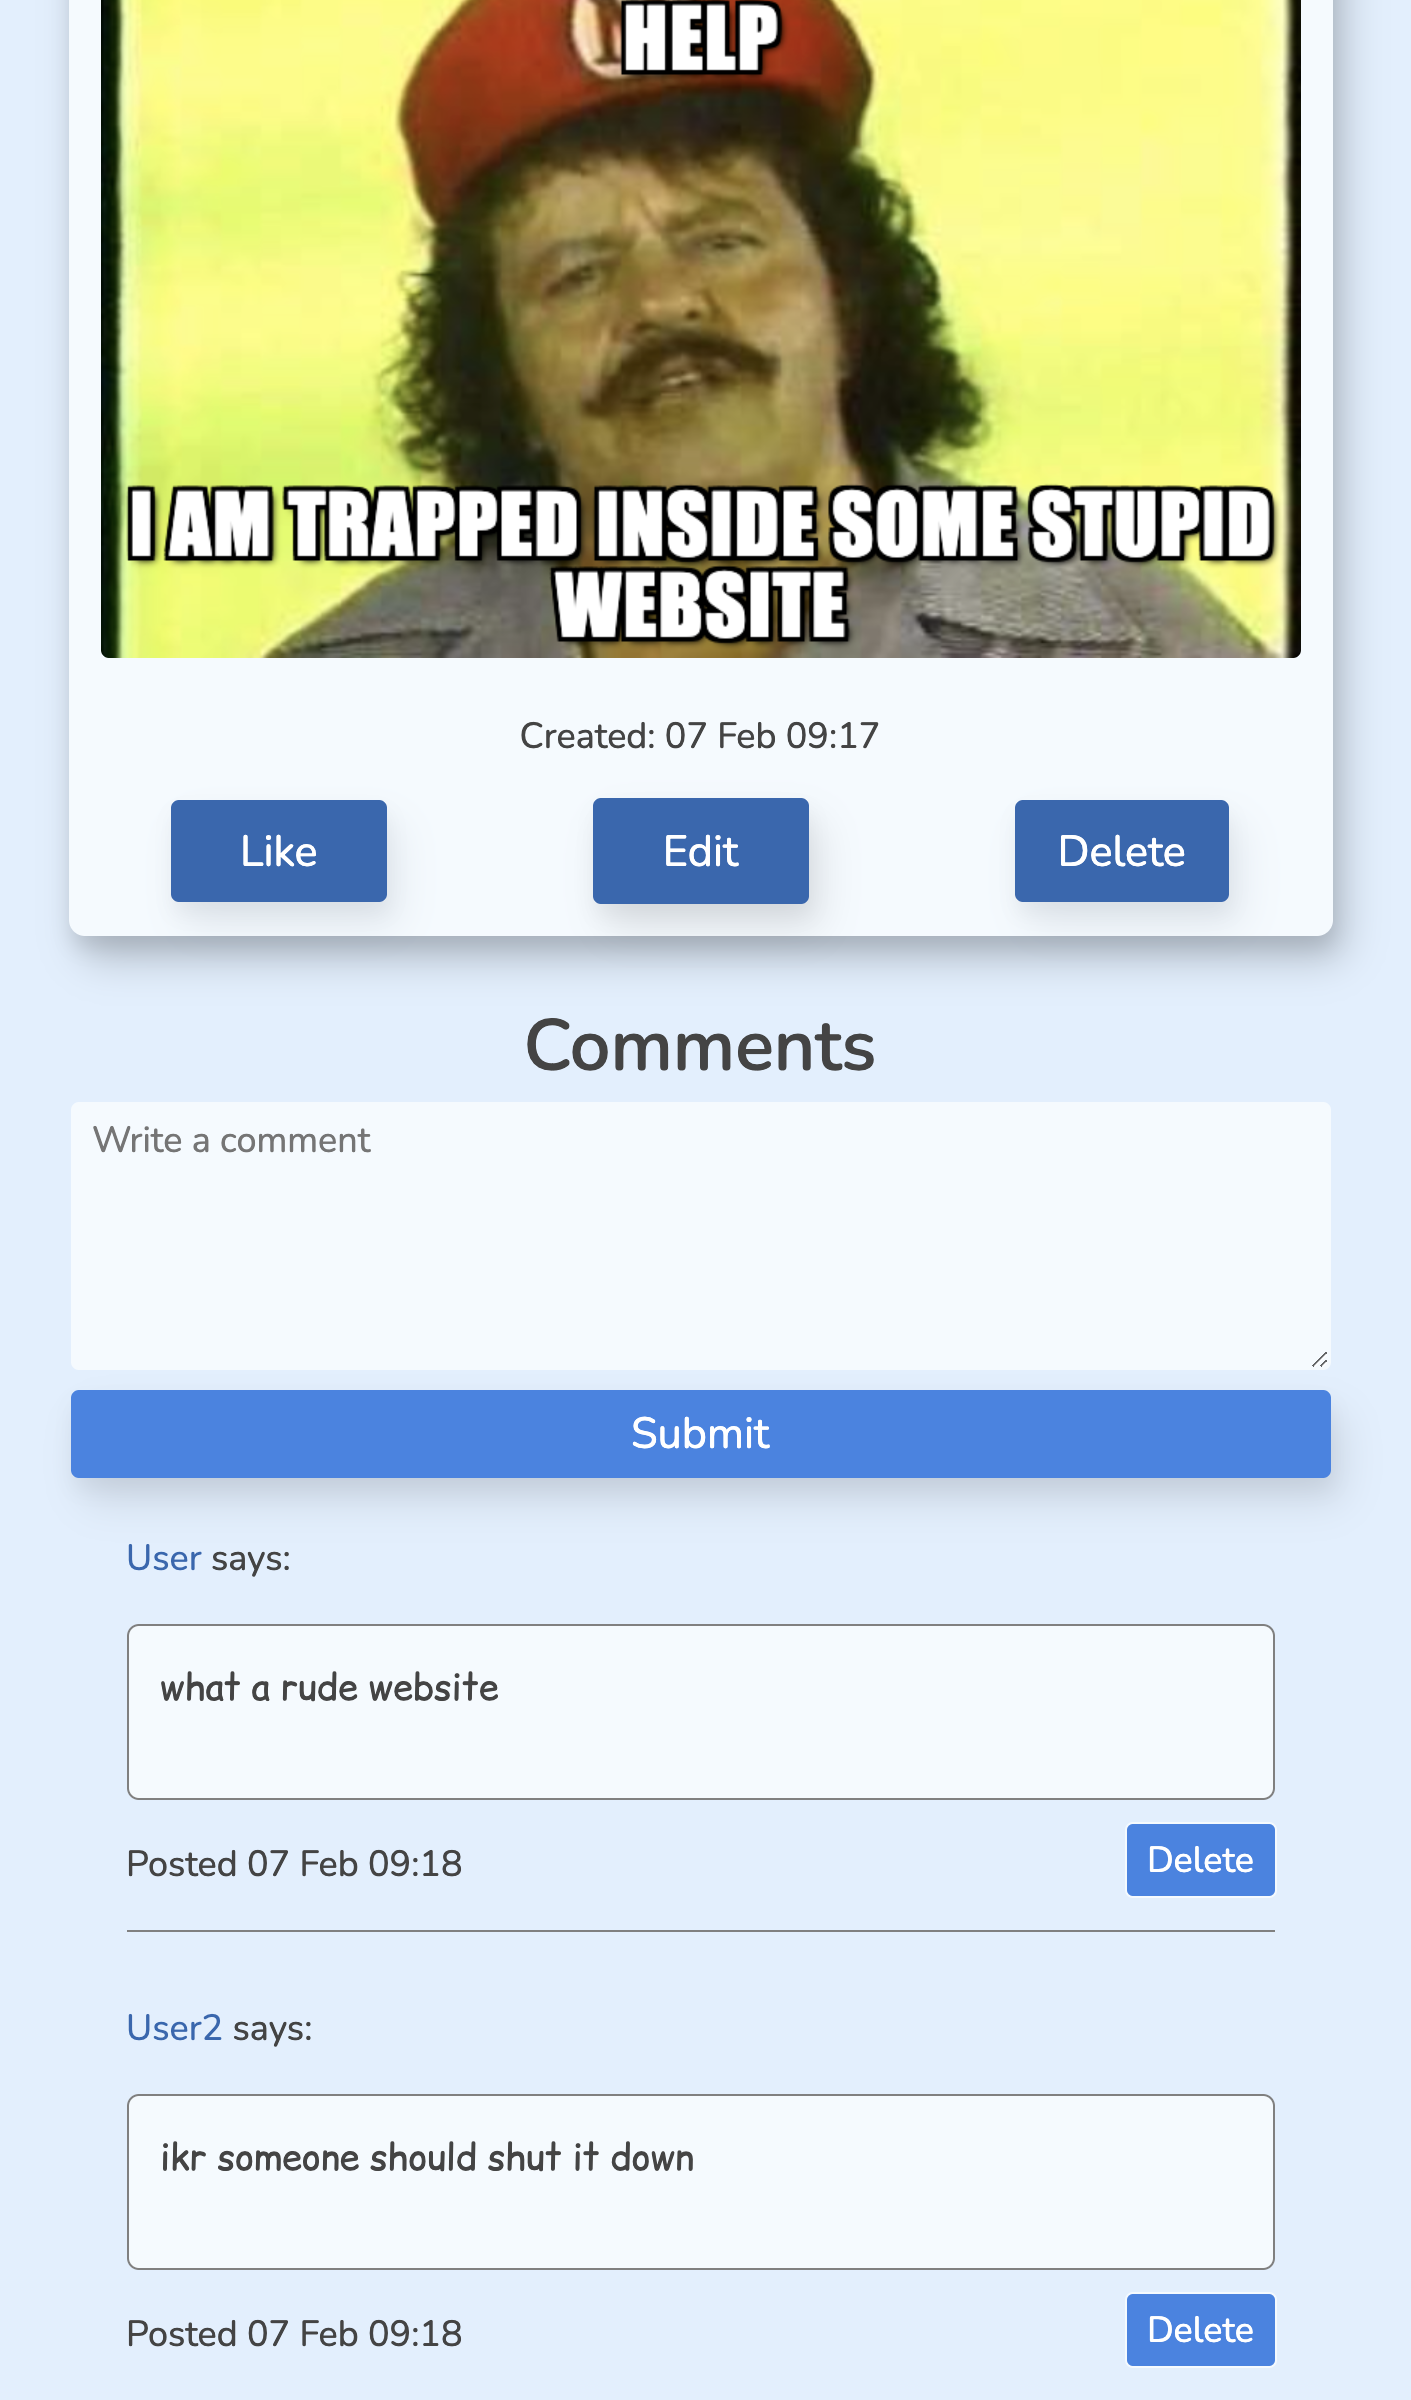 HELP
I AM TRAPPED INSIDE SOME STUPID
WEBSITE
Created: 07 Feb 09:17
Like
Edit
Delete
Comments
Write a comment
Submit
User says:
what a rude website
Posted 07 Feb 09:18
Delete
User2 says:
ikr someone should shut it down
Posted 07 Feb 09:18
Delete